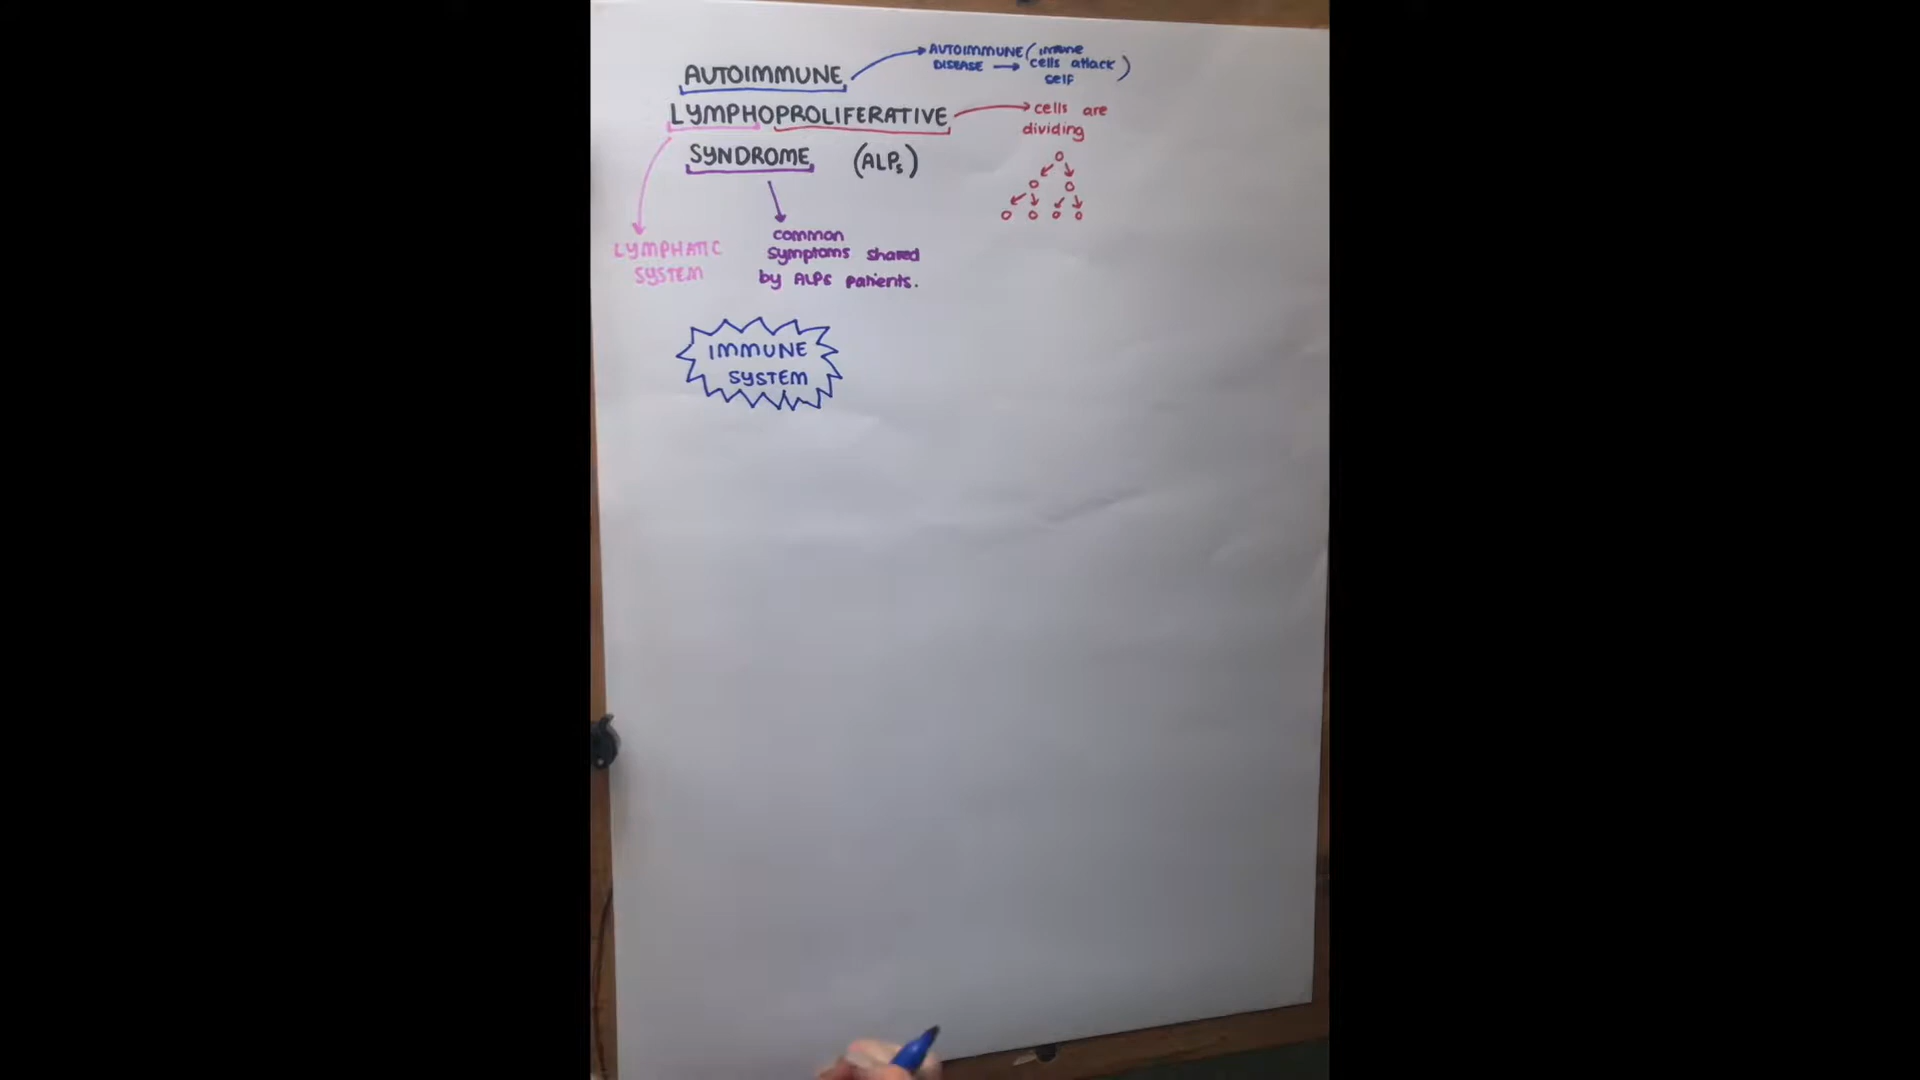 AUTOIMMUNE
LYMPHOPROLIFERATIVE
SYNDROME (ALPs)
AUTOIMMUNE (immune
DISEASE → cells attack
self)
cells are
dividing
LYMPHATIC
SYSTEM
common
symptoms shared
by ALPS patients.
IMMUNE
SYSTEM